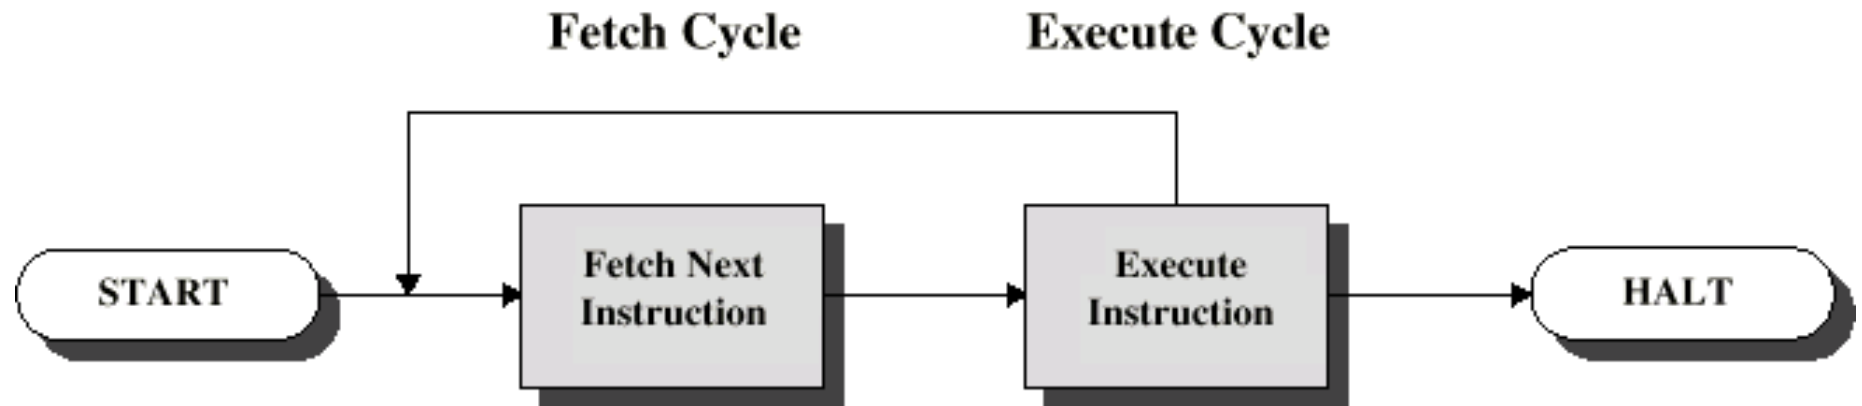 Fetch Cycle
Execute Cycle
START
Fetch Next
Instruction
Execute
Instruction
HALT